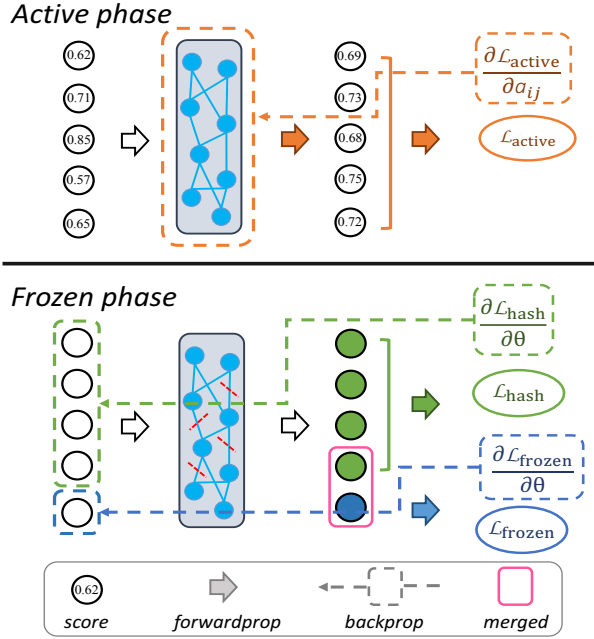 Active phase
0.62
0.71
0.85
0.57
0.65
0.69
0.73
0.68
0.75
0.72
∂ℒactive
∂aij
ℒactive
Frozen phase
∂ℒhash
∂θ
ℒhash
∂ℒfrozen
∂θ
ℒfrozen
0.62
score forwardprop backprop merged